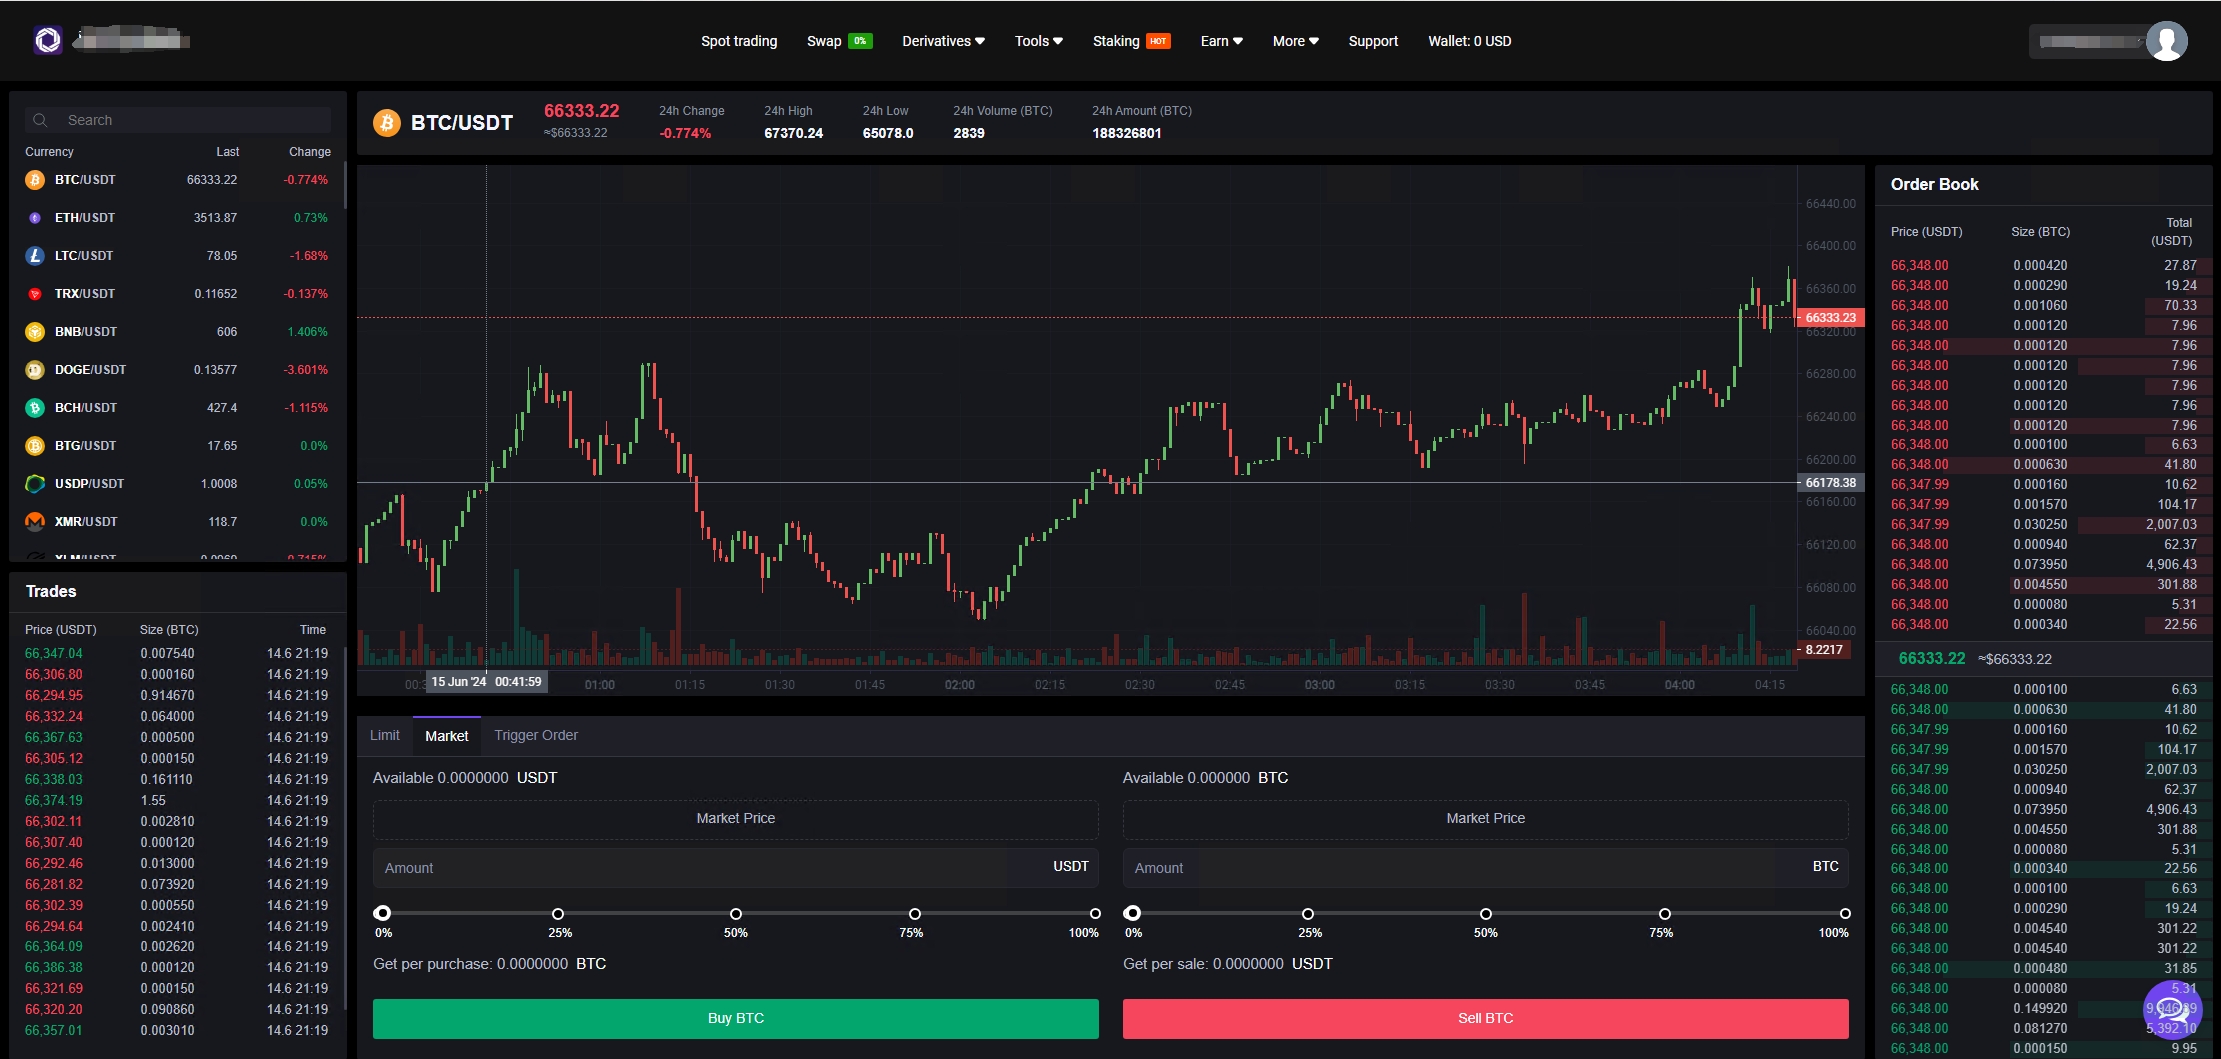 Spot trading Swap 0% Derivatives Tools Staking HOT Earn More Support Wallet: 0 USD
Search
Currency Last Change
BTC/USDT 66333.22 -0.774%
ETH/USDT 3513.87 0.73%
LTC/USDT 78.05 -1.68%
TRX/USDT 0.11652 -0.137%
BNB/USDT 606 1.406%
DOGE/USDT 0.13577 -3.601%
BCH/USDT 427.4 -1.115%
BTG/USDT 17.65 0.0%
USDP/USDT 1.0008 0.05%
XMR/USDT 118.7 0.0%
Trades
Price (USDT) Size (BTC) Time
66,347.04 0.007540 14.6 21:19
66,306.80 0.000160 14.6 21:19
66,294.95 0.914670 14.6 21:19
66,332.24 0.064000 14.6 21:19
66,367.63 0.000500 14.6 21:19
66,305.12 0.000150 14.6 21:19
66,338.03 0.161110 14.6 21:19
66,374.19 1.55 14.6 21:19
66,302.11 0.002810 14.6 21:19
66,307.40 0.000120 14.6 21:19
66,292.46 0.013000 14.6 21:19
66,281.82 0.073920 14.6 21:19
66,302.39 0.000550 14.6 21:19
66,294.64 0.002410 14.6 21:19
66,364.09 0.002620 14.6 21:19
66,386.38 0.000120 14.6 21:19
66,321.69 0.000150 14.6 21:19
66,320.20 0.090860 14.6 21:19
66,357.01 0.003010 14.6 21:19
BTC/USDT
66333.22
≈$66333.22
24h Change 24h High 24h Low 24h Volume (BTC) 24h Amount (BTC)
-0.774% 67370.24 65078.0 2839 188326801
66440.00
66400.00
66360.00
66333.23
66320.00
66280.00
66240.00
66200.00
66178.38
66160.00
66120.00
66080.00
66040.00
8.2217
15 Jun '24 00:41:59 01:00 01:15 01:30 01:45 02:00 02:15 02:30 02:45 03:00 03:15 03:30 03:45 04:00 04:15
Limit Market Trigger Order
Available 0.0000000 USDT
Market Price
Amount USDT
0% 25% 50% 75% 100%
Get per purchase: 0.0000000 BTC
Buy BTC
Available 0.000000 BTC
Market Price
Amount BTC
0% 25% 50% 75% 100%
Get per sale: 0.0000000 USDT
Sell BTC
Order Book
Price (USDT) Size (BTC) Total (USDT)
66,348.00 0.000420 27.87
66,348.00 0.000290 19.24
66,348.00 0.001060 70.33
66,348.00 0.000120 7.96
66,348.00 0.000120 7.96
66,348.00 0.000120 7.96
66,348.00 0.000120 7.96
66,348.00 0.000120 7.96
66,348.00 0.000120 7.96
66,348.00 0.000100 6.63
66,348.00 0.000630 41.80
66,347.99 0.000160 10.62
66,347.99 0.001570 104.17
66,347.99 0.030250 2,007.03
66,348.00 0.000940 62.37
66,348.00 0.073950 4,906.43
66,348.00 0.004550 301.88
66,348.00 0.000080 5.31
66,348.00 0.000340 22.56
66333.22 ≈$66333.22
66,348.00 0.000100 6.63
66,348.00 0.000630 41.80
66,347.99 0.000160 10.62
66,347.99 0.001570 104.17
66,347.99 0.030250 2,007.03
66,348.00 0.000940 62.37
66,348.00 0.073950 4,906.43
66,348.00 0.004550 301.88
66,348.00 0.000080 5.31
66,348.00 0.000340 22.56
66,348.00 0.000100 6.63
66,348.00 0.000290 19.24
66,348.00 0.004540 301.22
66,348.00 0.004540 301.22
66,348.00 0.000480 31.85
66,348.00 0.000080 5.31
66,348.00 0.149920
66,348.00 0.081270 5,392.10
66,348.00 0.000150 9.95